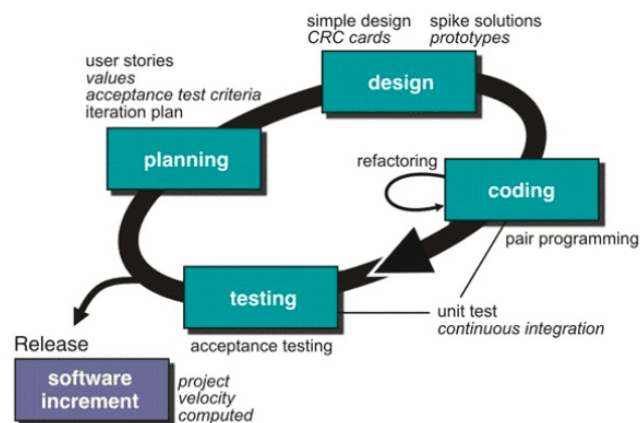 simple design
CRC cards
spike solutions
prototypes
user stories
values
acceptance test criteria
iteration plan
design
planning
refactoring
coding
pair programming
testing
unit test
continuous integration
acceptance testing
Release
software
increment
project
velocity
computed